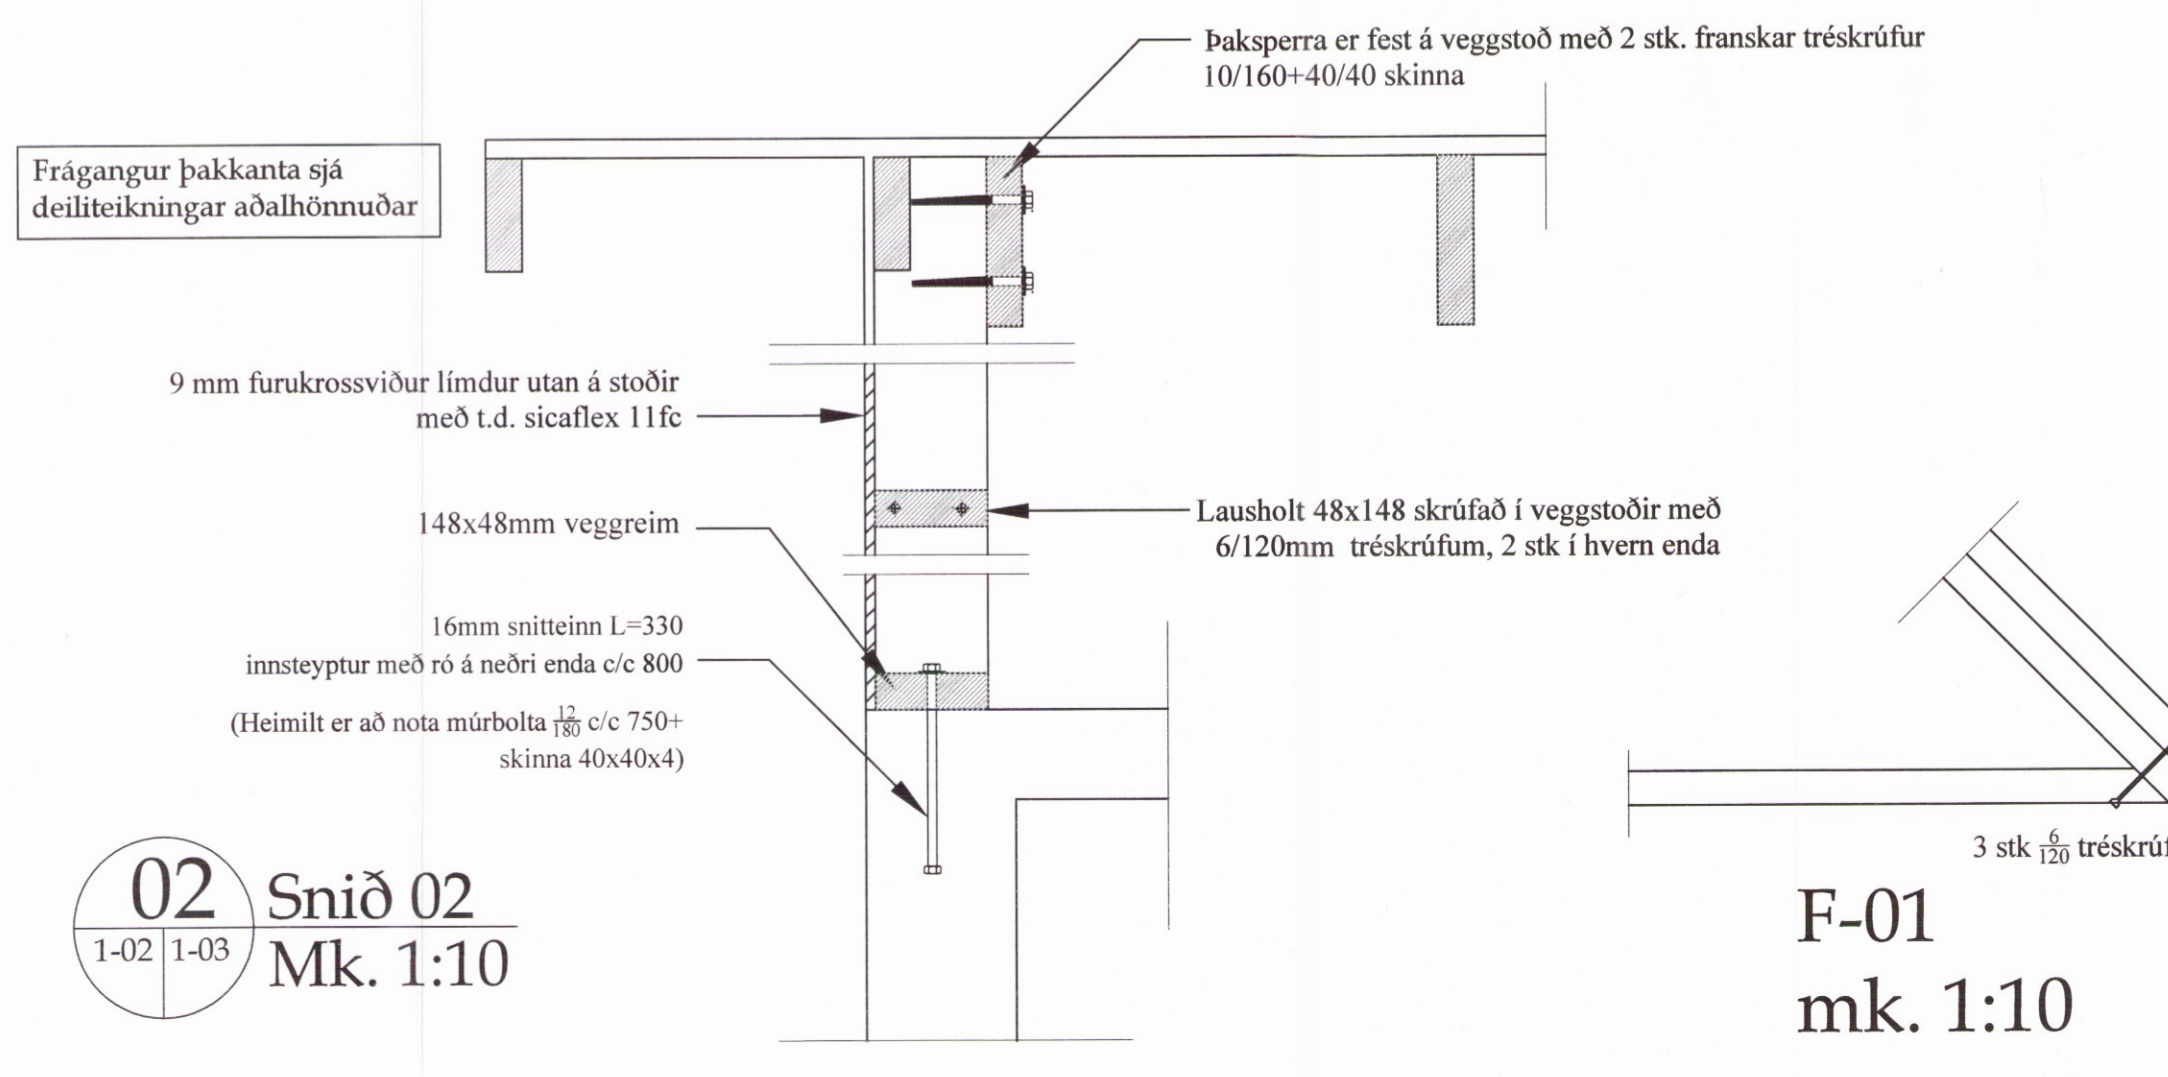 Þaksperra er fest á veggstoð með 2 stk. franskar tréskrúfur
10/160+40/40 skinna
Frágangur þakkanta sjá
deiliteikningar aðalhönnuðar
9 mm furukrossviður límdur utan á stoðir
með t.d. sicaflex 11fc
148x48mm veggreim
Lausholt 48x148 skrúfað í veggstoðir með
6/120mm tréskrúfum, 2 stk í hvern enda
16mm snitteinn L=330
innsteyptur með ró á neðri enda c/c 800
(Heimilt er að nota múrbolta 12/180 c/c 750+
skinna 40x40x4)
02
1-02 1-03
Snið 02
Mk. 1:10
3 stk 6/120 tréskrúf
F-01
mk. 1:10